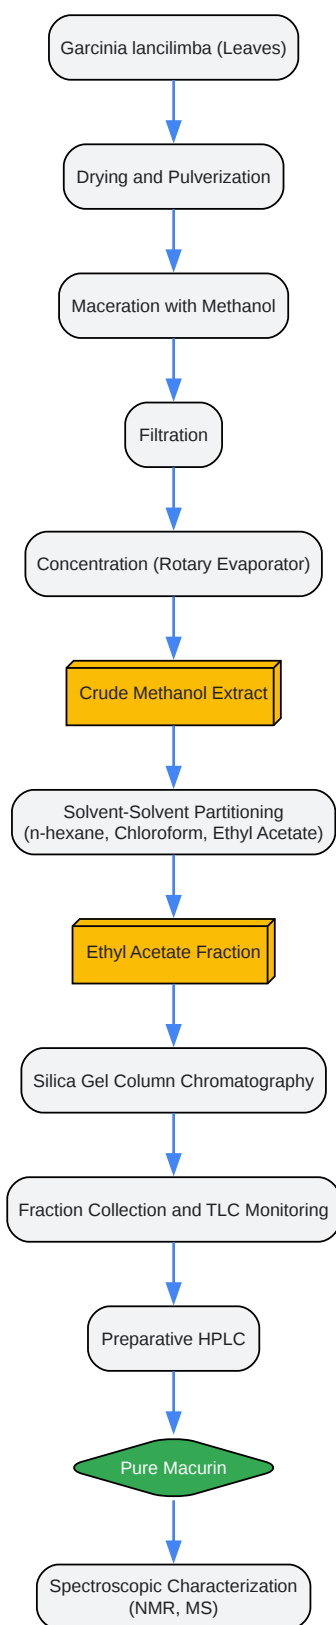 Garcinia lancilimba (Leaves)
Drying and Pulverization
Maceration with Methanol
Filtration
Concentration (Rotary Evaporator)
Crude Methanol Extract
Solvent-Solvent Partitioning
(n-hexane, Chloroform, Ethyl Acetate)
Ethyl Acetate Fraction
Silica Gel Column Chromatography
Fraction Collection and TLC Monitoring
Preparative HPLC
Pure Macurin
Spectroscopic Characterization
(NMR, MS)